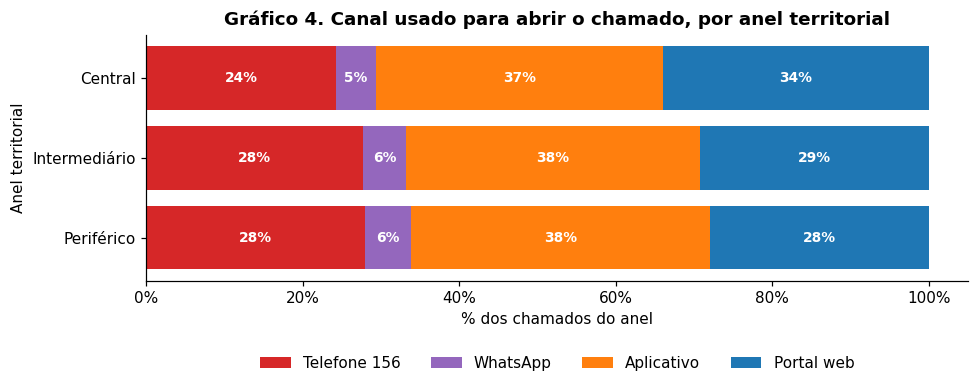 Gráfico 4. Canal usado para abrir o chamado, por anel territorial
Anel territorial
Central
24%
5%
37%
34%
Intermediário
28%
6%
38%
29%
Periférico
28%
6%
38%
28%
0%
20%
40%
60%
80%
100%
% dos chamados do anel
Telefone 156
WhatsApp
Aplicativo
Portal web